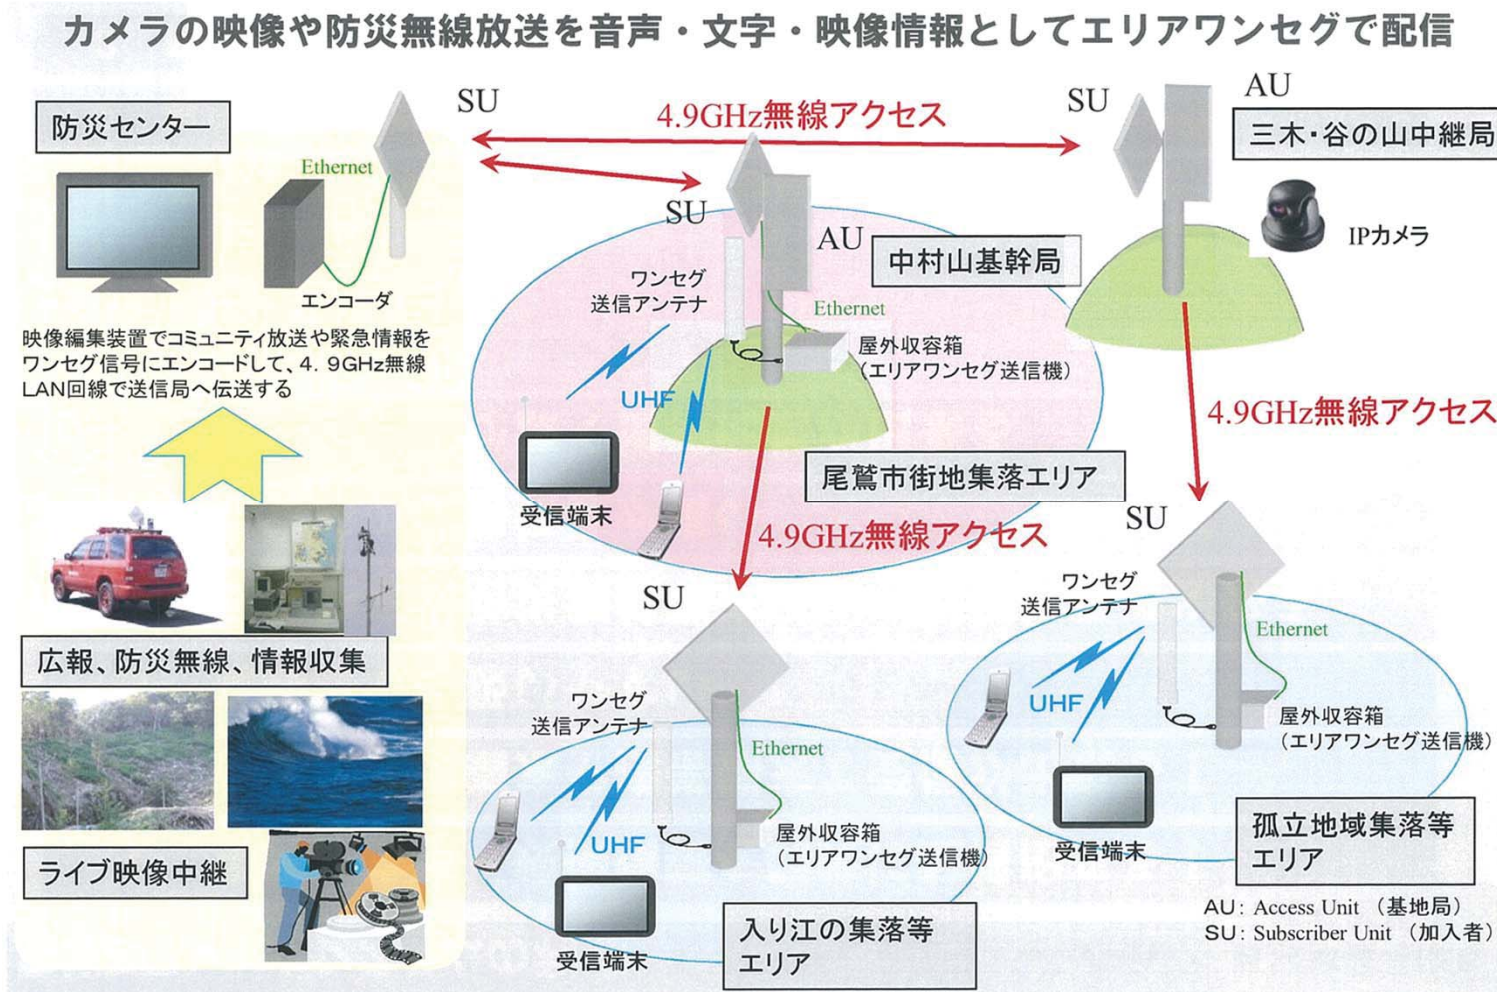 カメラの映像や防災無線放送を音声・文字・映像情報としてエリアワンセグで配信
防災センター
SU
Ethernet
エンコーダ
映像編集装置でコミュニティ放送や緊急情報を
ワンセグ信号にエンコードして、4. 9GHz無線
LAN回線で送信局へ伝送する
広報、防災無線、情報収集
ライブ映像中継
4.9GHz無線アクセス
SU
AU
三木・谷の山中継局
IPカメラ
SU
AU
中村山基幹局
ワンセグ
送信アンテナ
Ethernet
屋外収容箱
(エリアワンセグ送信機)
UHF
受信端末
尾鷲市街地集落エリア
4.9GHz無線アクセス
4.9GHz無線アクセス
SU
ワンセグ
送信アンテナ
Ethernet
UHF
屋外収容箱
(エリアワンセグ送信機)
受信端末
入り江の集落等
エリア
SU
ワンセグ
送信アンテナ
Ethernet
UHF
屋外収容箱
(エリアワンセグ送信機)
受信端末
孤立地域集落等
エリア
AU: Access Unit (基地局)
SU: Subscriber Unit (加入者)